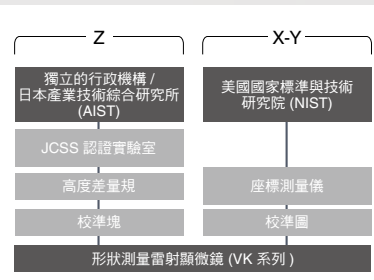 Z
X-Y
獨立的行政機構 /
日本產業技術綜合研究所
(AIST)
美國國家標準與技術
研究院 (NIST)
JCSS 認證實驗室
高度差量規
座標測量儀
校準塊
校準圖
形狀測量雷射顯微鏡 (VK 系列 )